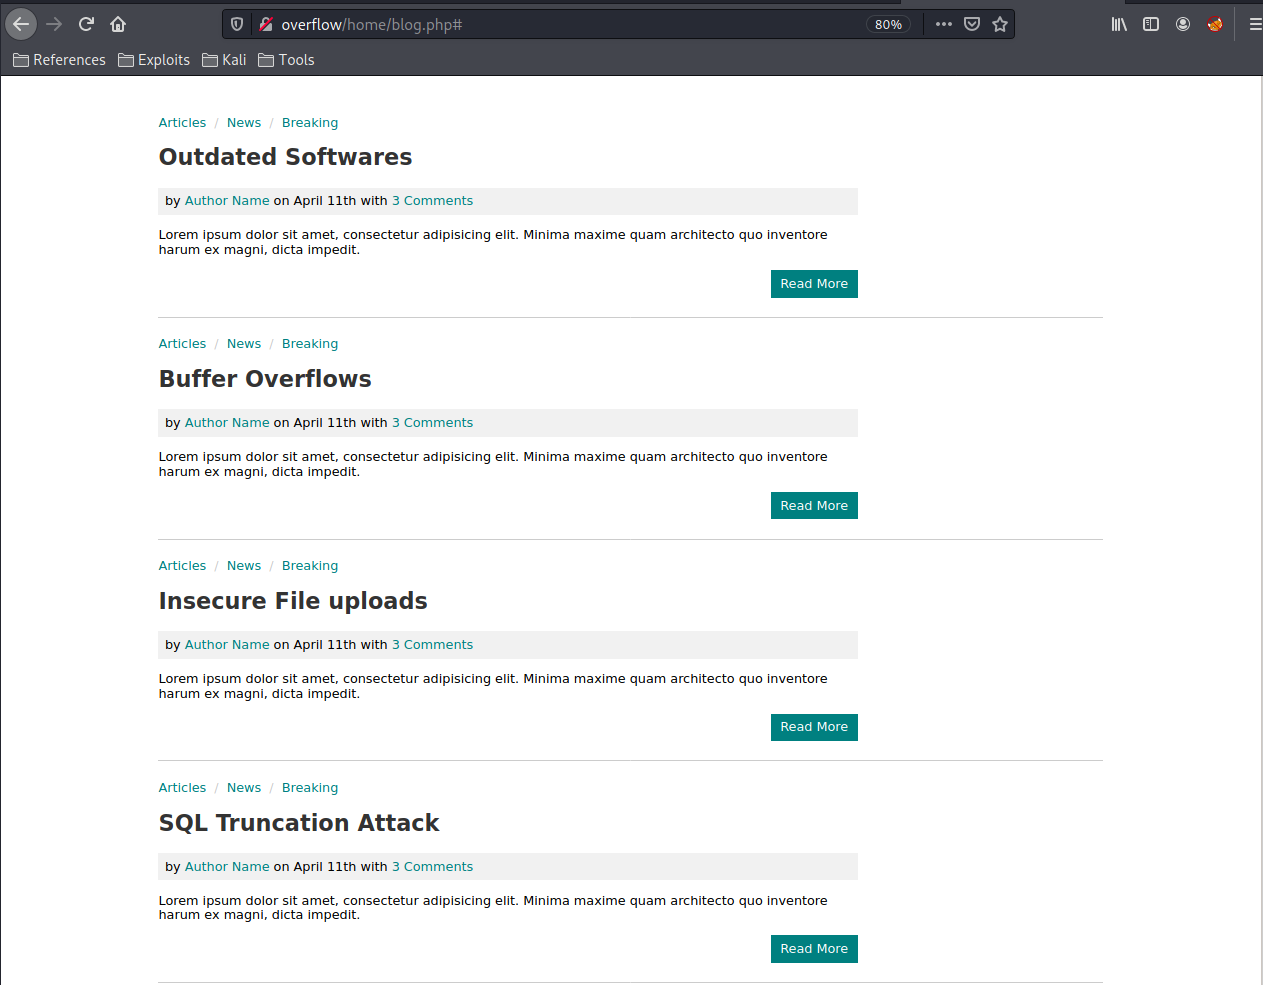 overflow/home/blog.php#
80%
References Exploits Kali Tools
Articles / News / Breaking
Outdated Softwares
by Author Name on April 11th with 3 Comments
Lorem ipsum dolor sit amet, consectetur adipisicing elit. Minima maxime quam architecto quo inventore
harum ex magni, dicta impedit.
Read More
Articles / News / Breaking
Buffer Overflows
by Author Name on April 11th with 3 Comments
Lorem ipsum dolor sit amet, consectetur adipisicing elit. Minima maxime quam architecto quo inventore
harum ex magni, dicta impedit.
Read More
Articles / News / Breaking
Insecure File uploads
by Author Name on April 11th with 3 Comments
Lorem ipsum dolor sit amet, consectetur adipisicing elit. Minima maxime quam architecto quo inventore
harum ex magni, dicta impedit.
Read More
Articles / News / Breaking
SQL Truncation Attack
by Author Name on April 11th with 3 Comments
Lorem ipsum dolor sit amet, consectetur adipisicing elit. Minima maxime quam architecto quo inventore
harum ex magni, dicta impedit.
Read More